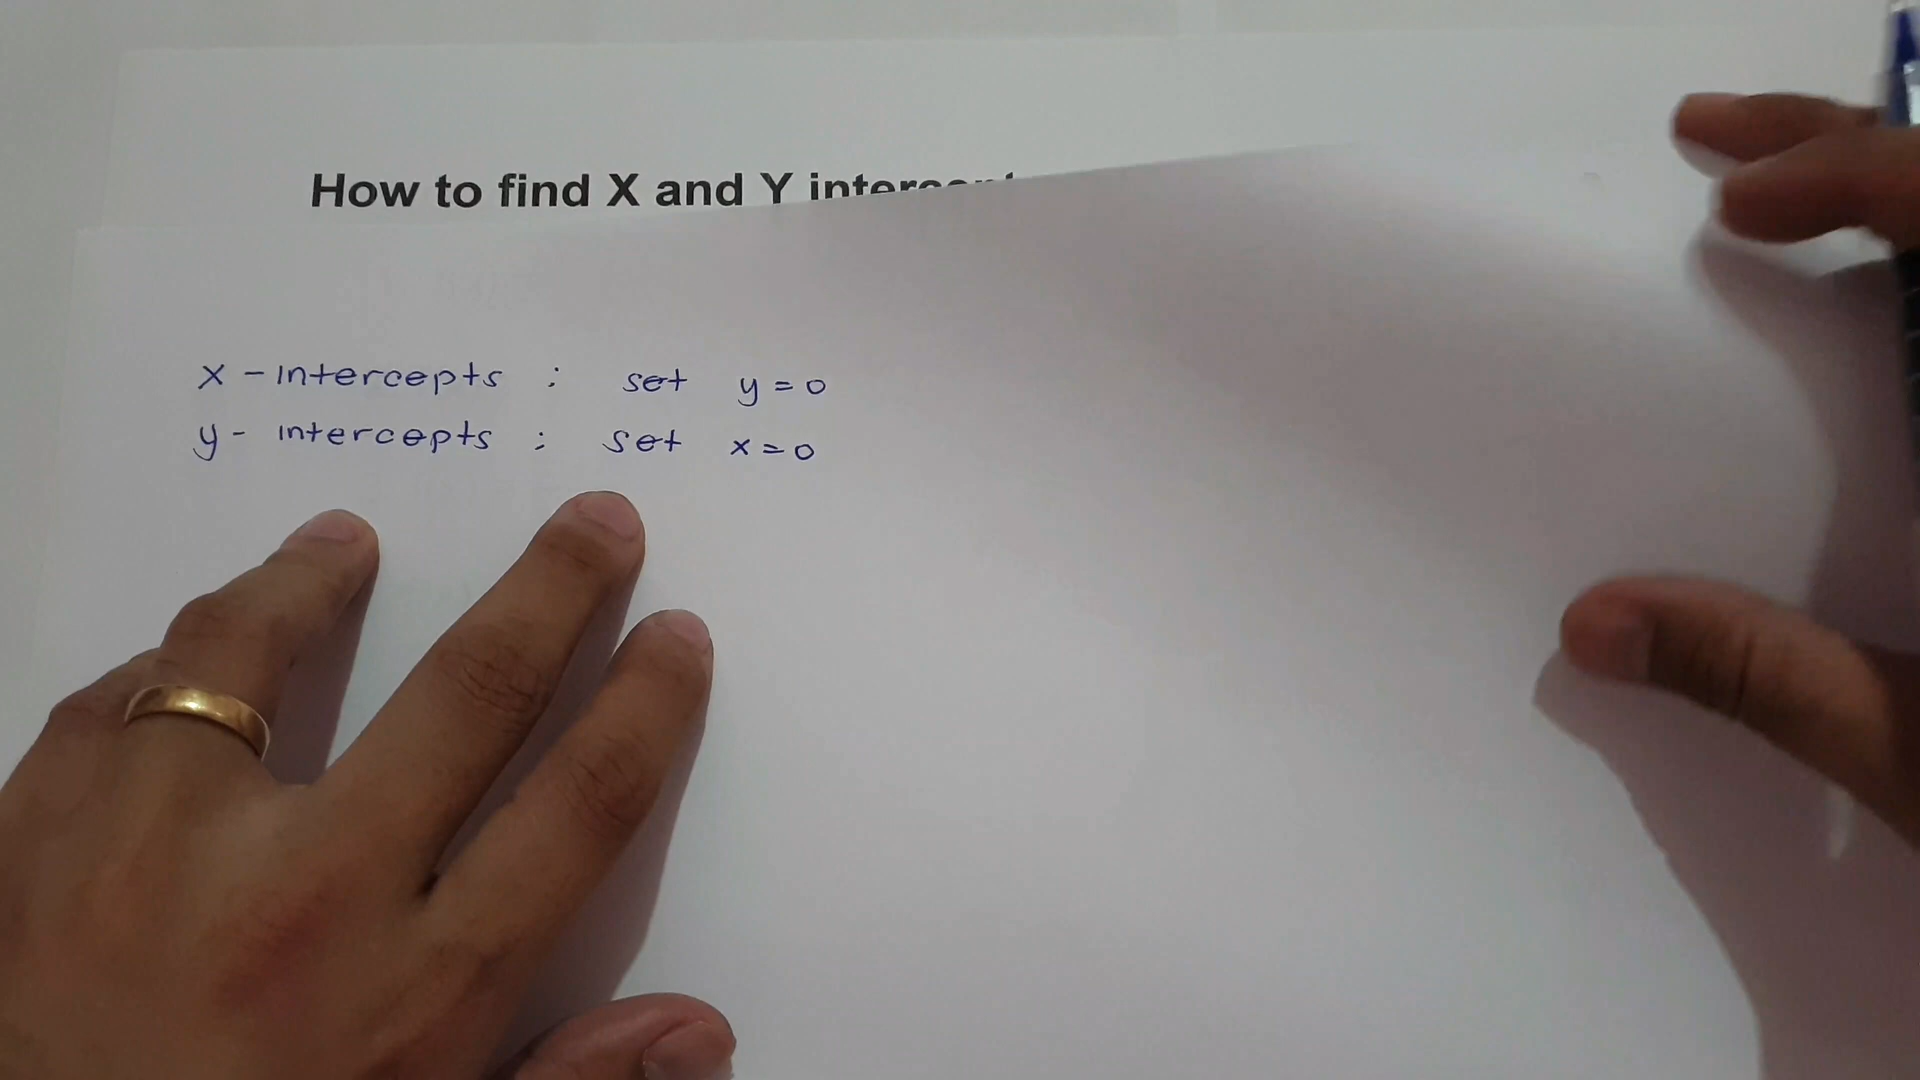 How to find X and Y
x - intercepts : set y = 0
y - intercepts : set x = 0